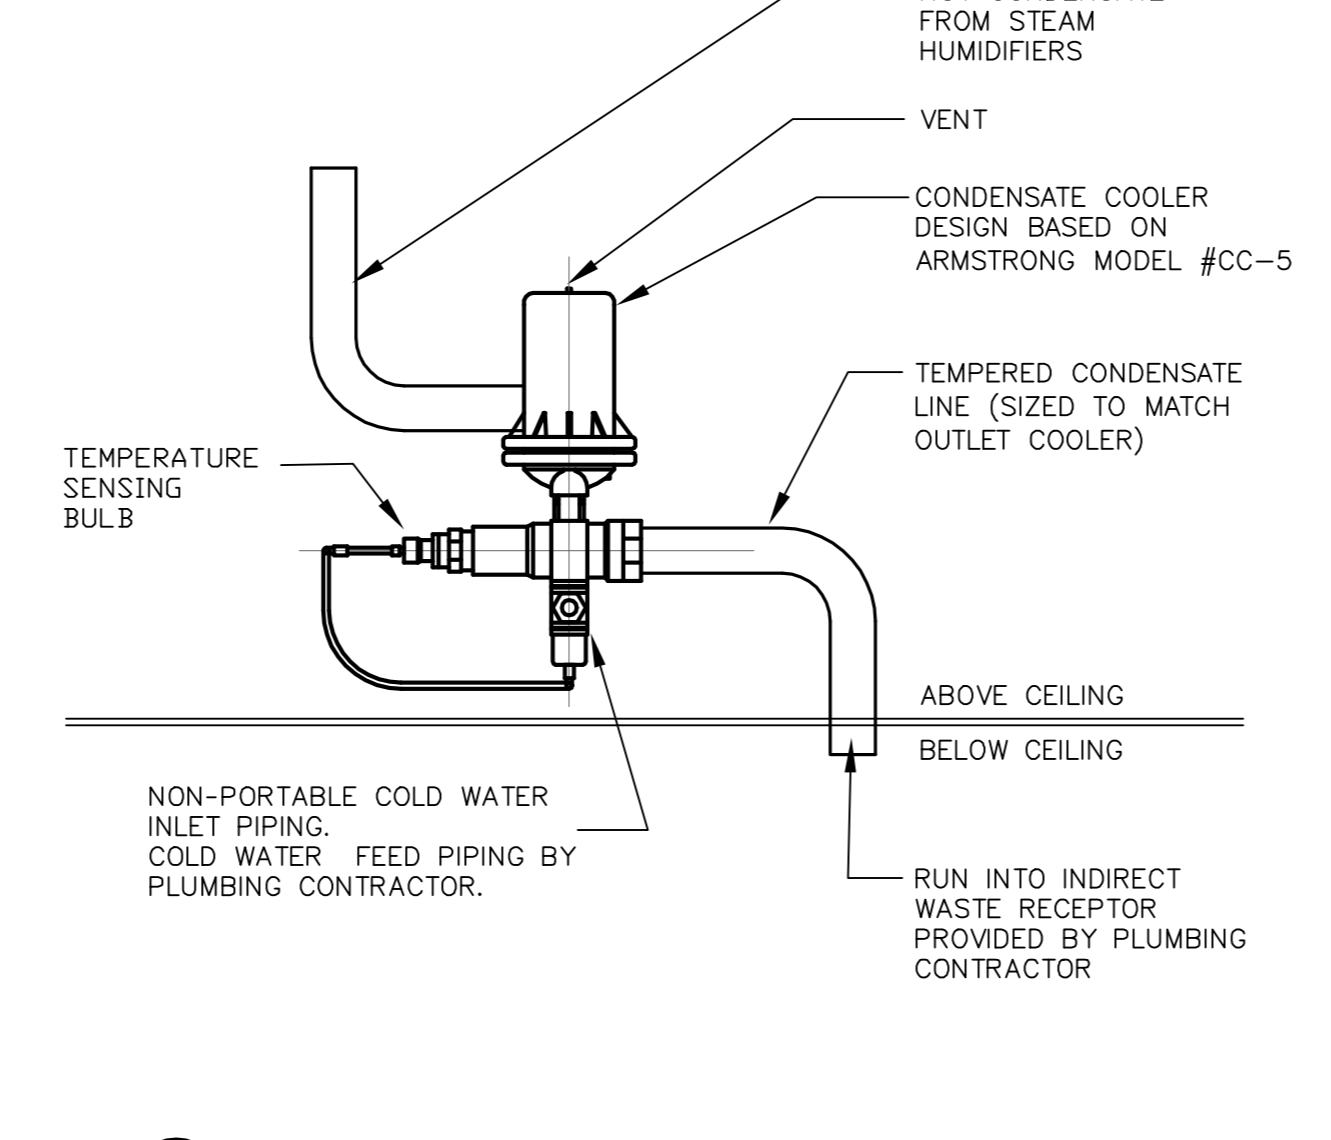 FROM STEAM
HUMIDIFIERS
VENT
CONDENSATE COOLER
DESIGN BASED ON
ARMSTRONG MODEL #CC-5
TEMPERED CONDENSATE
LINE (SIZED TO MATCH
OUTLET COOLER)
TEMPERATURE
SENSING
BULB
ABOVE CEILING
BELOW CEILING
NON-PORTABLE COLD WATER
INLET PIPING.
COLD WATER FEED PIPING BY
PLUMBING CONTRACTOR.
RUN INTO INDIRECT
WASTE RECEPTOR
PROVIDED BY PLUMBING
CONTRACTOR